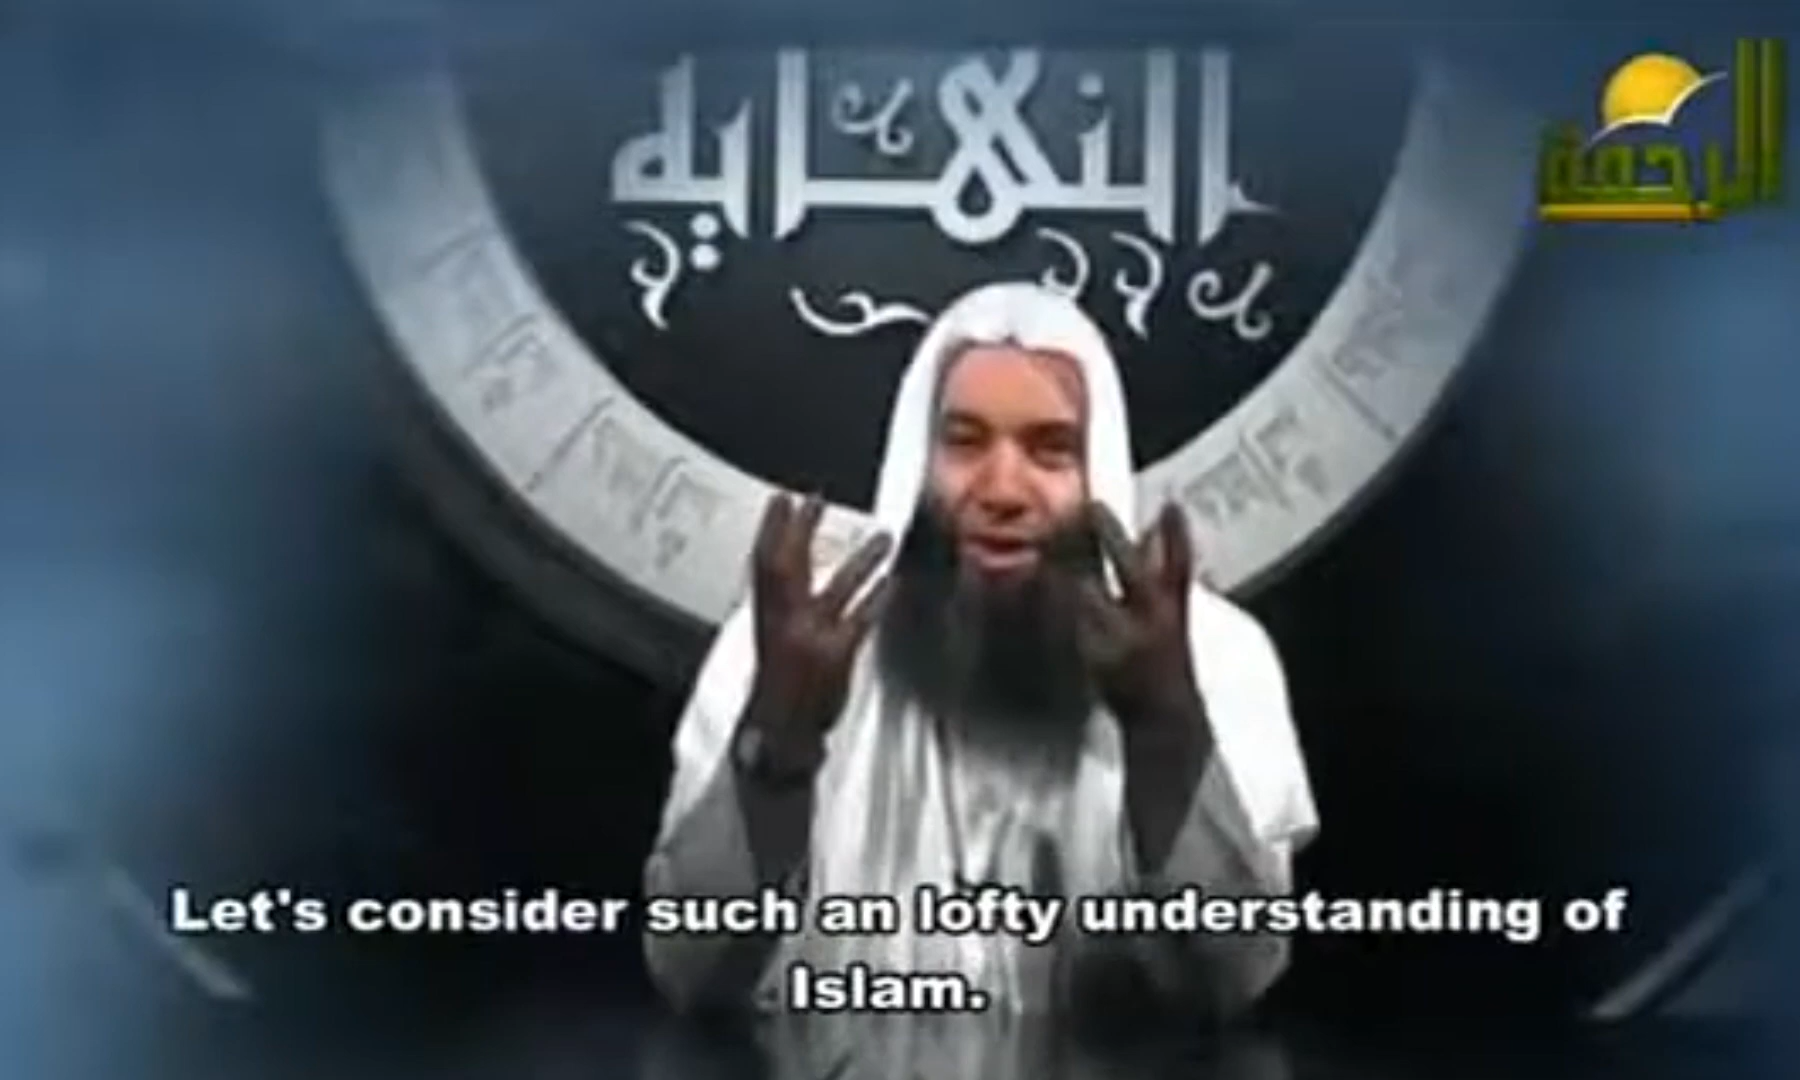 النهاية
الرحمة
Let's consider such an lofty understanding of
Islam.